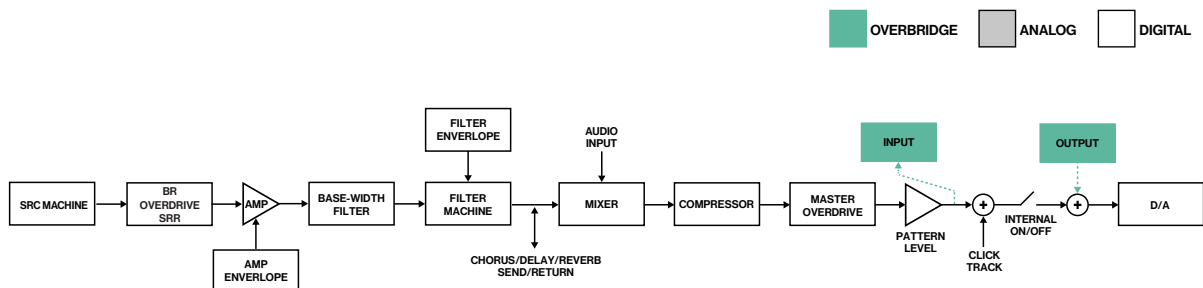 OVERBRIDGE
ANALOG
DIGITAL
FILTER
ENVERLOPE
AUDIO
INPUT
INPUT
OUTPUT
SRC MACHINE
BR
OVERDRIVE
SRR
AMP
BASE-WIDTH
FILTER
FILTER
MACHINE
MIXER
COMPRESSOR
MASTER
OVERDRIVE
+
+
D/A
PATTERN
LEVEL
INTERNAL
ON/OFF
CLICK
TRACK
CHORUS/DELAY/REVERB
SEND/RETURN
AMP
ENVERLOPE